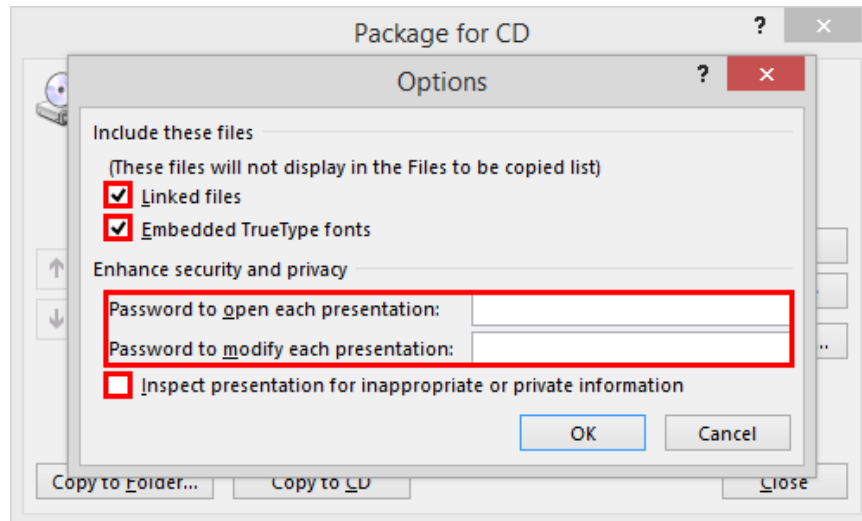 Package for CD
?
Options
?
Include these files
(These files will not display in the Files to be copied list)
Linked files
Embedded TrueType fonts
Enhance security and privacy
Password to open each presentation:
Password to modify each presentation:
..
Inspect presentation for inappropriate or private information
OK Cancel
Copy to Folder... Copy to CD Close